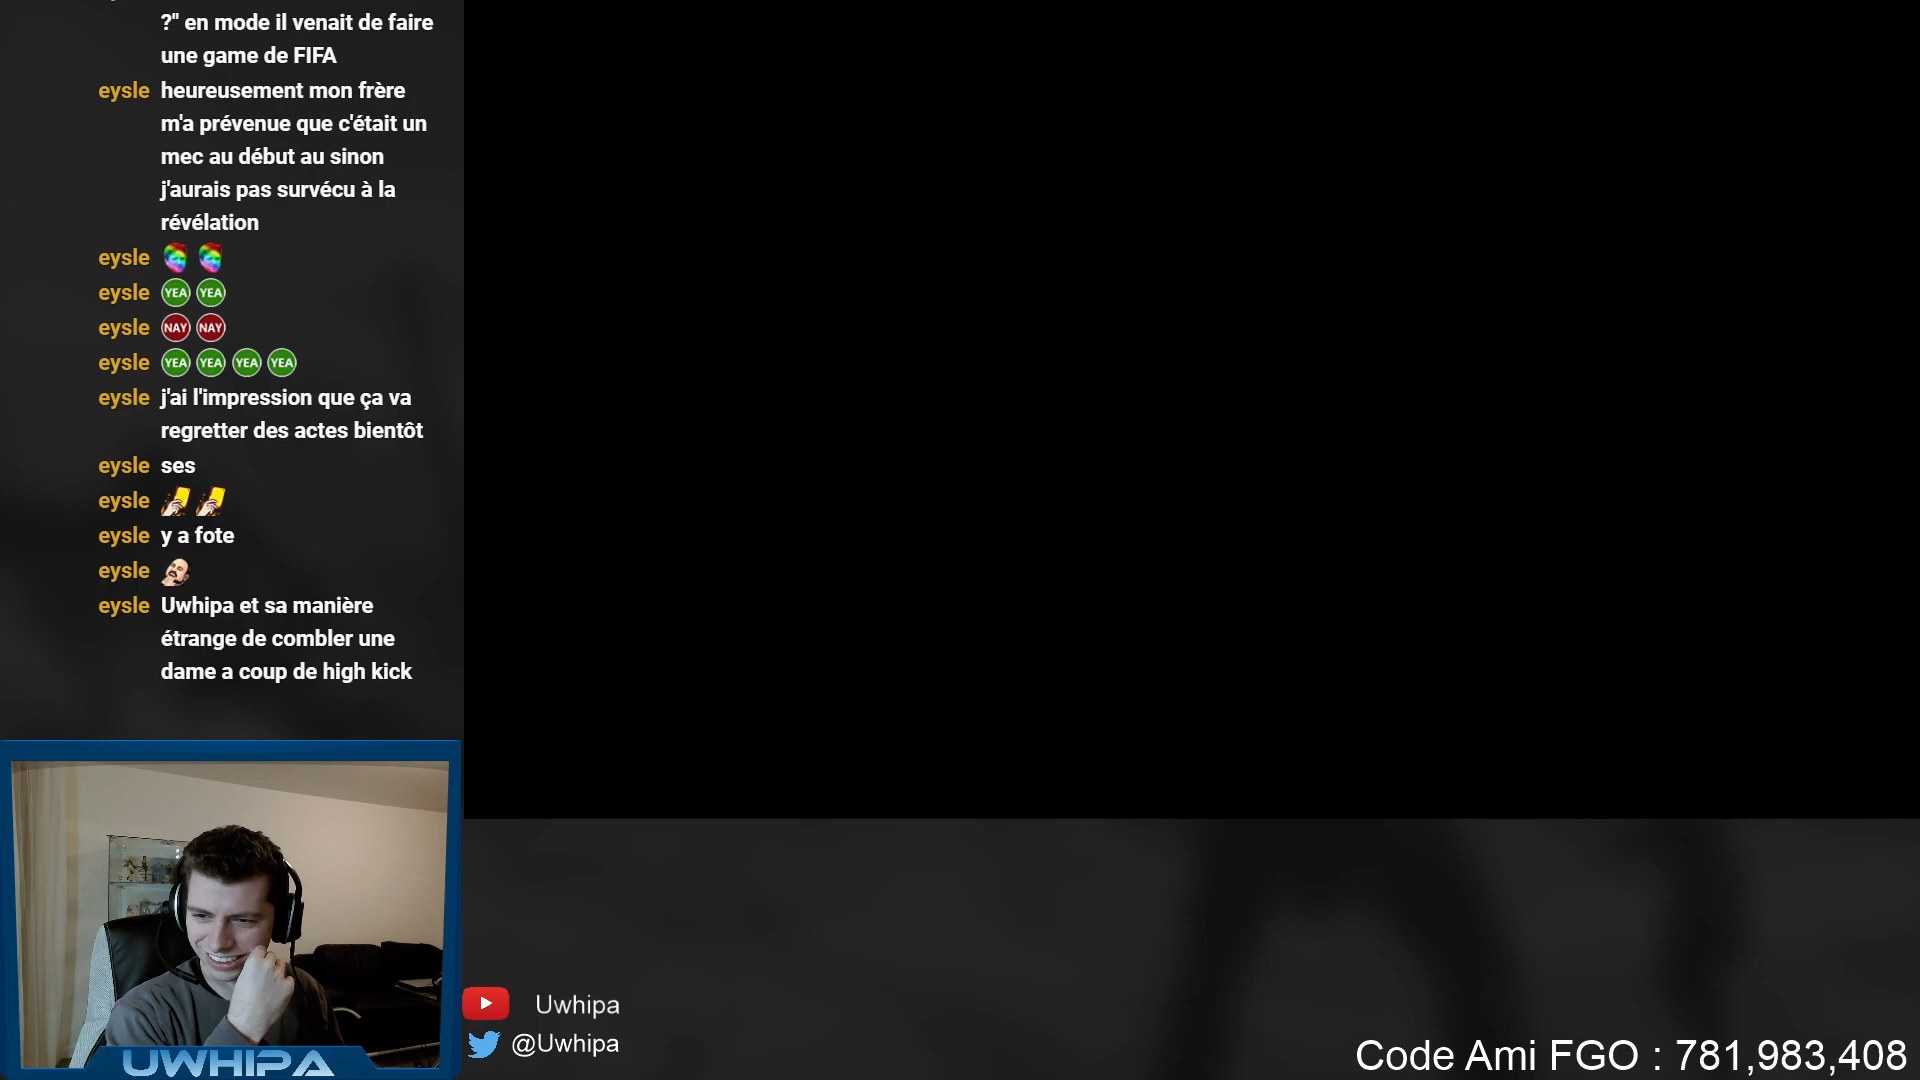 ?" en mode il venait de faire
une game de FIFA
eysle heureusement mon frère
m'a prévenue que c'était un
mec au début au sinon
j'aurais pas survécu à la
révélation
eysle
eysle YEA YEA
eysle NAY NAY
eysle YEA YEA YEA YEA
eysle j'ai l'impression que ça va
regretter des actes bientôt
eysle ses
eysle
eysle y a fote
eysle
eysle Uwhipa et sa manière
étrange de combler une
dame a coup de high kick
UWHIPA
Uwhipa
@Uwhipa
Code Ami FGO : 781,983,408